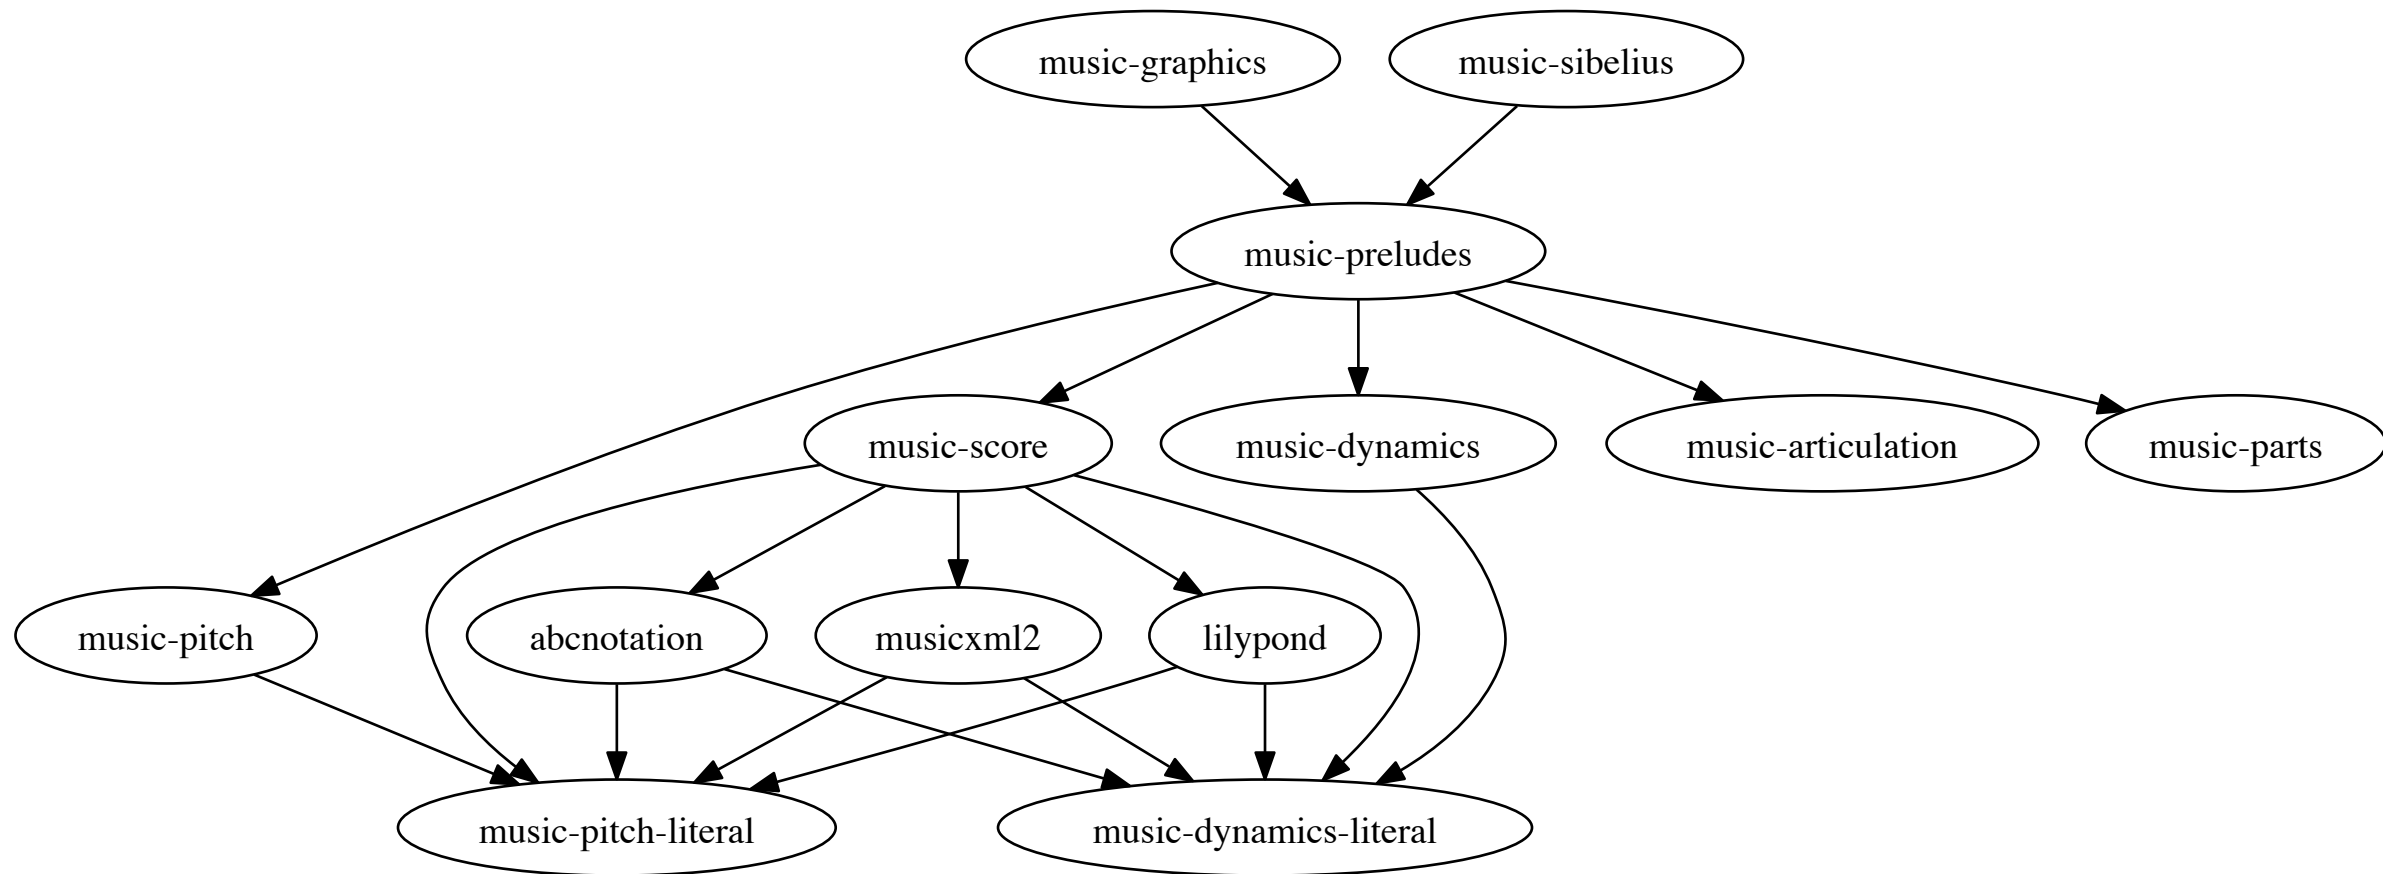 music-graphics
music-sibelius
music-preludes
music-score
music-dynamics
music-articulation
music-parts
music-pitch
abcnotation
musicxml2
lilypond
music-pitch-literal
music-dynamics-literal